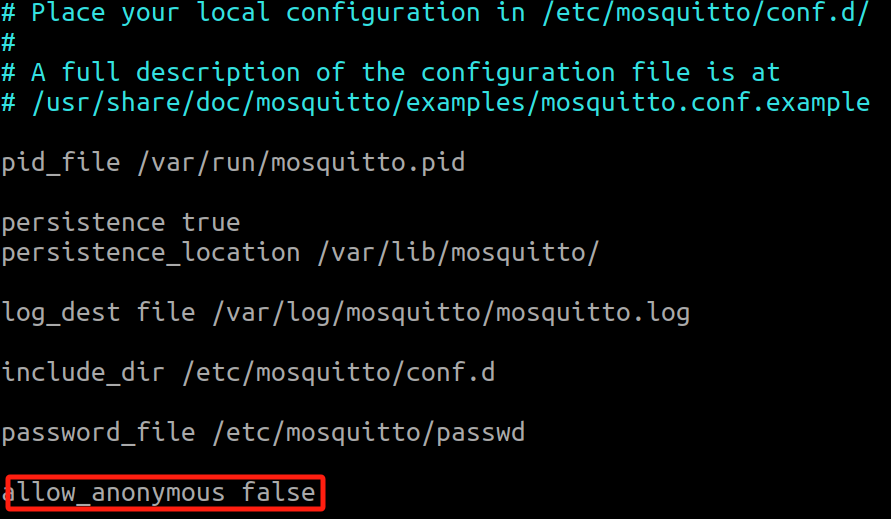 # Place your local configuration in /etc/mosquitto/conf.d/
#
# A full description of the configuration file is at
# /usr/share/doc/mosquitto/examples/mosquitto.conf.example
pid_file /var/run/mosquitto.pid
persistence true
persistence_location /var/lib/mosquitto/
log_dest file /var/log/mosquitto/mosquitto.log
include_dir /etc/mosquitto/conf.d
password_file /etc/mosquitto/passwd
allow_anonymous false